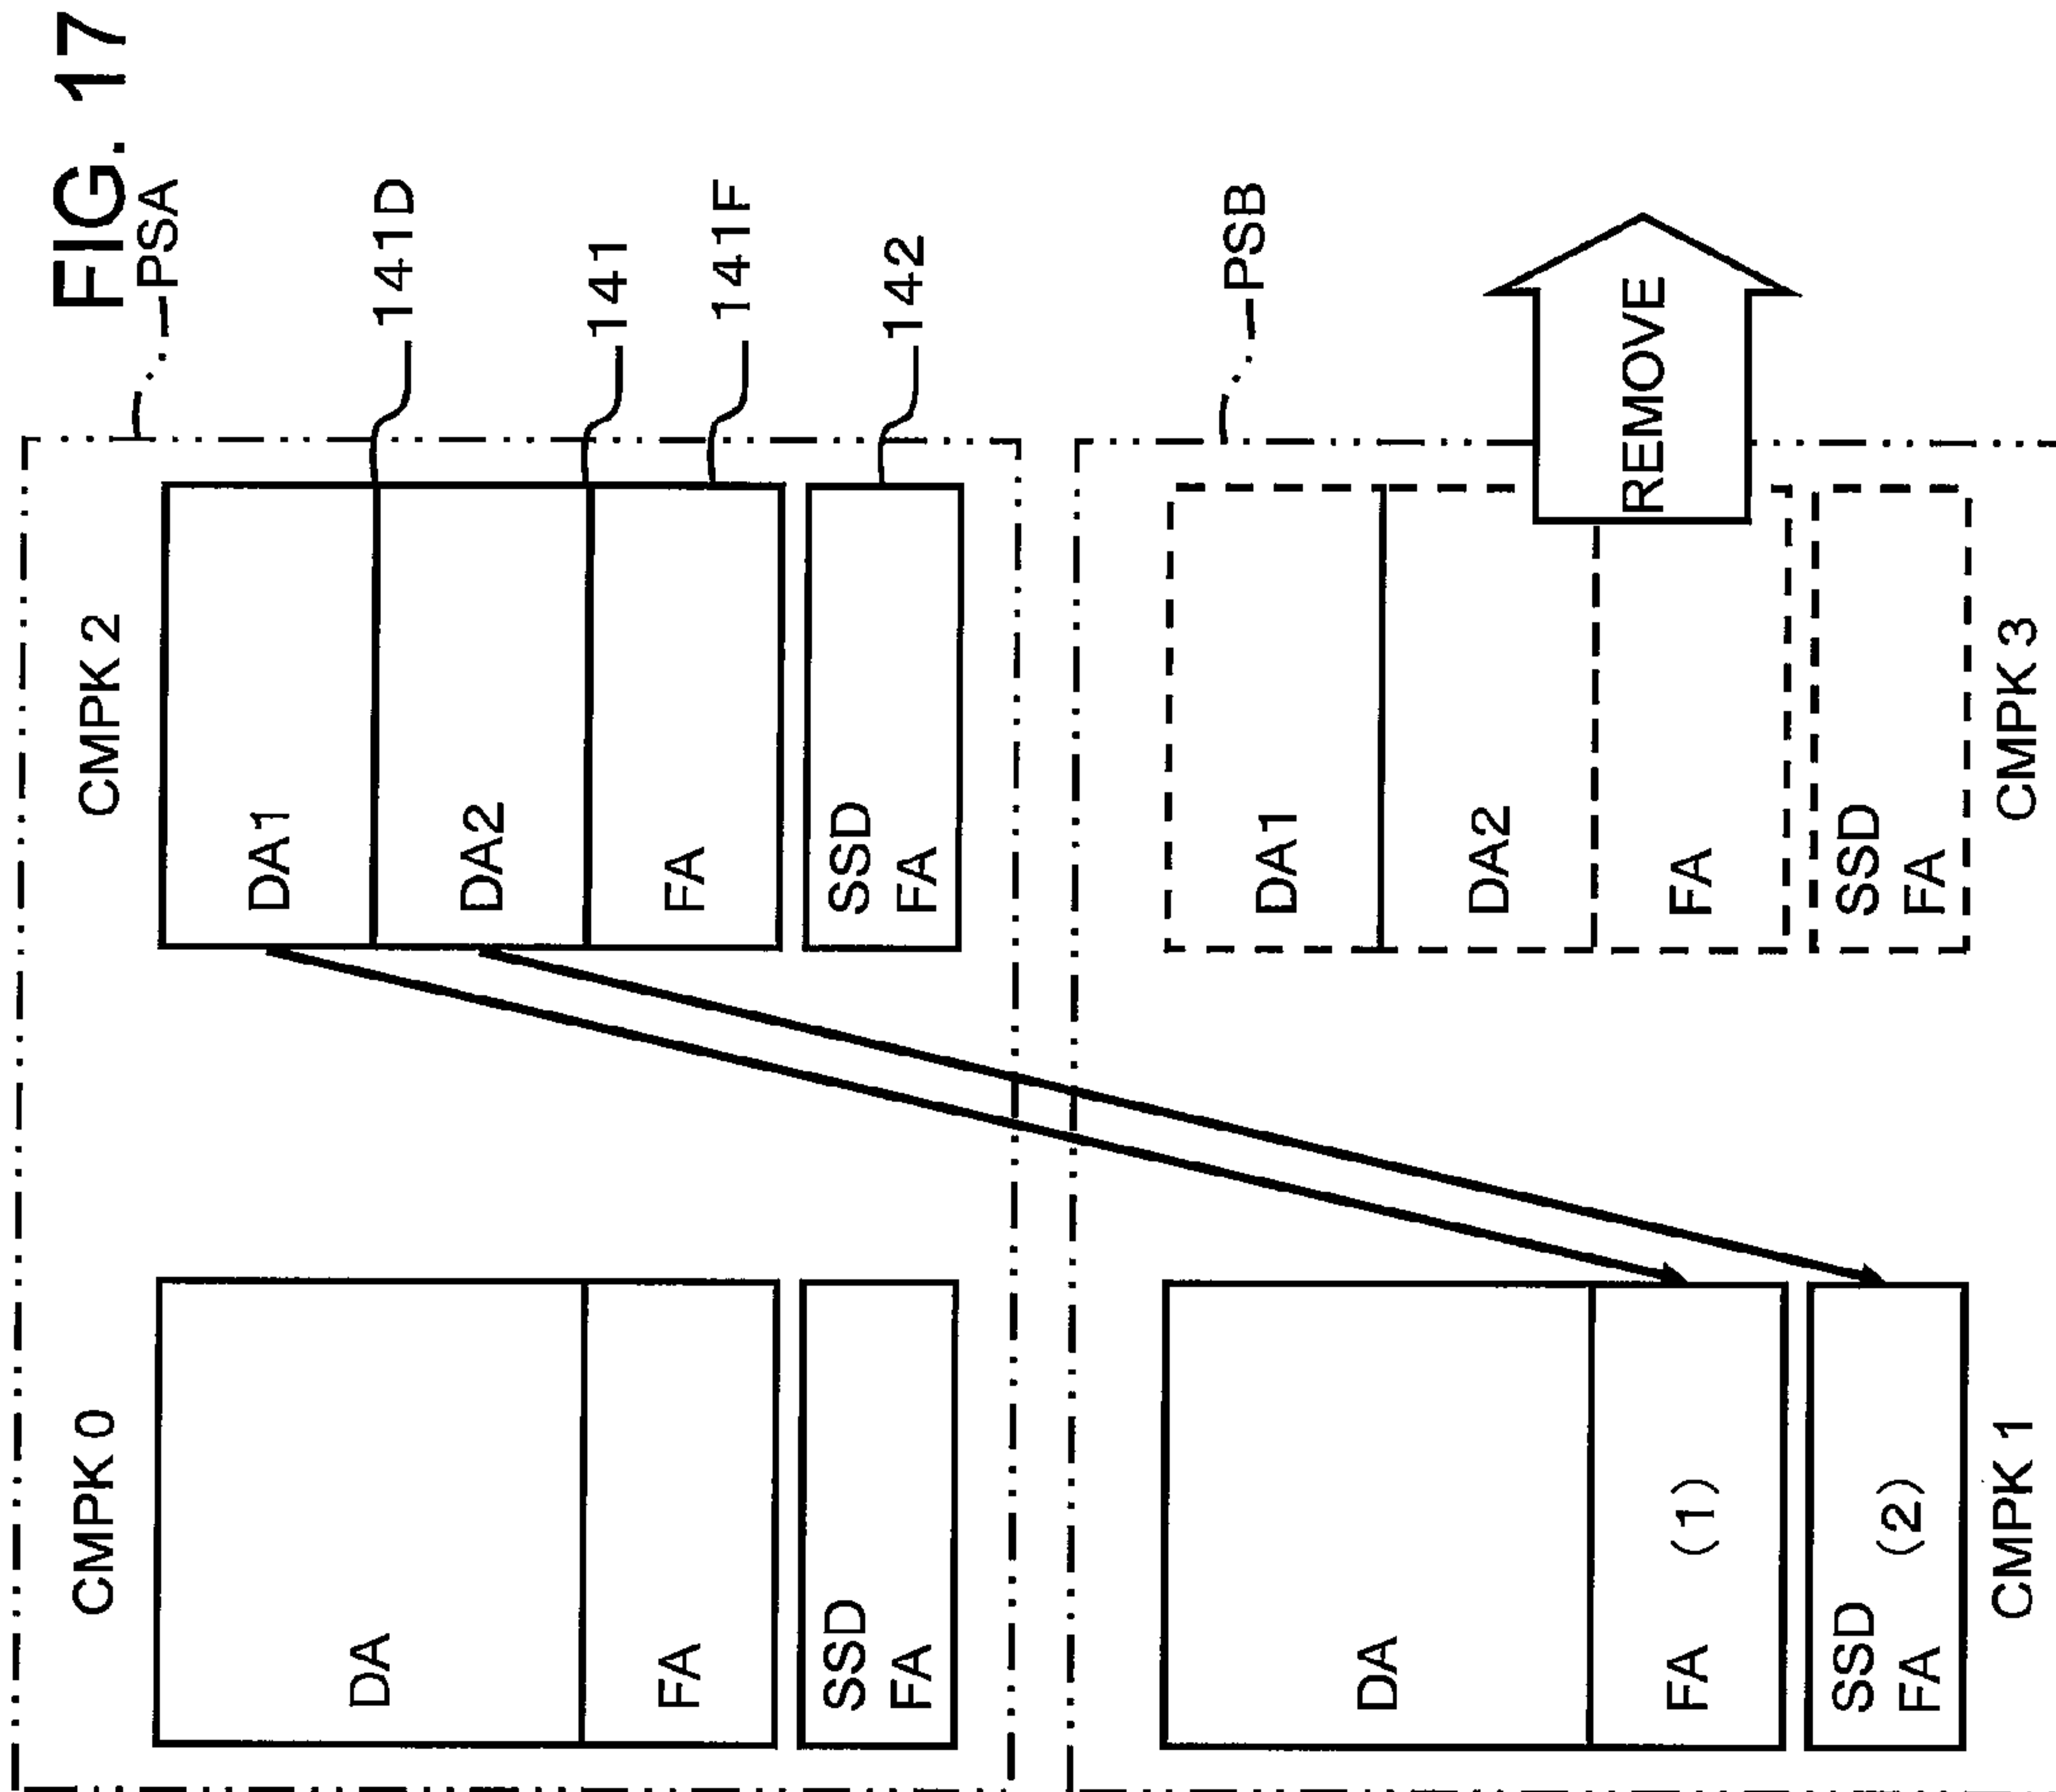 FIG. 17
PSA
CMPK 0
CMPK 2
DA
FA
SSD
FA
DA1
DA2
FA
SSD
FA
141D
141
141F
142
PSB
DA
FA (1)
SSD (2)
FA
CMPK 1
DA1
DA2
FA
SSD
FA
CMPK 3
REMOVE